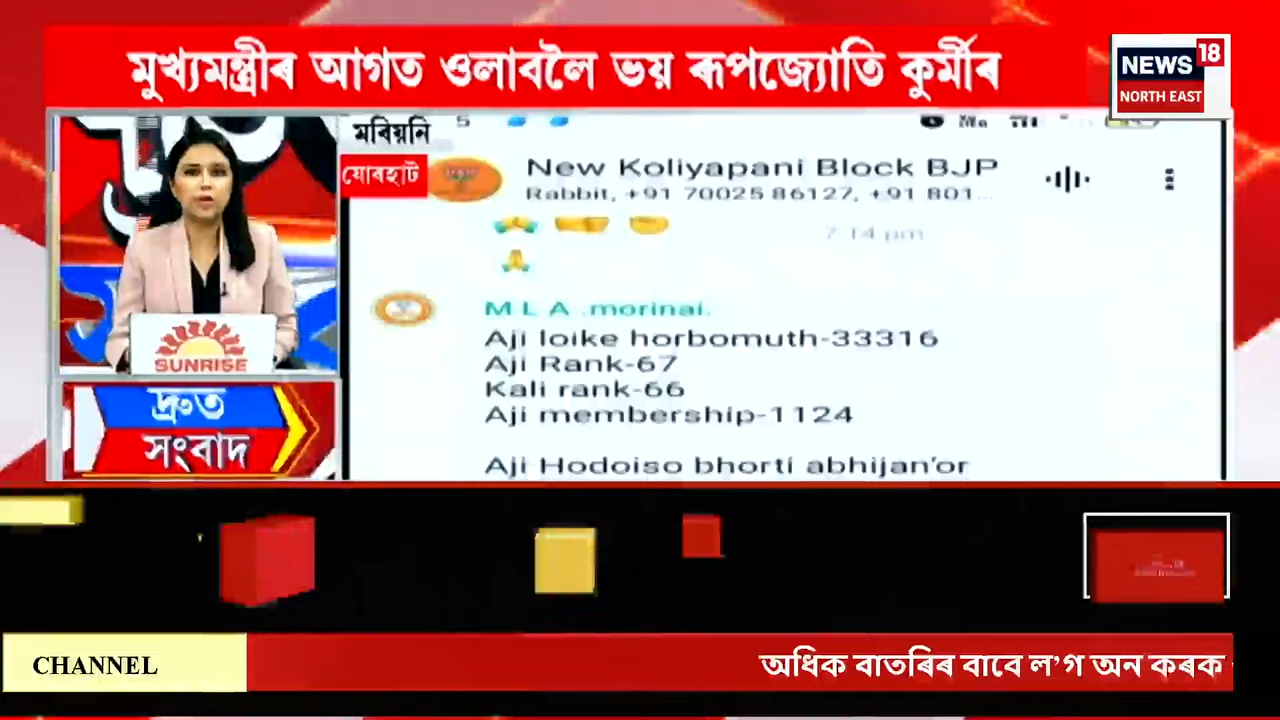 মুখ্যমন্ত্ৰীৰ আগত ওলাবলৈ ভয় ৰূপজ্যোতি কুৰ্মীৰ
NEWS 18
NORTH EAST
মৰিয়নি
যোৰহাট
New Koliyapani Block BJP
Rabbit, +91 70025 86127, +91 801...
7:14 pm
M L A .morinai.
Aji loike horbomuth-33316
Aji Rank-67
Kali rank-66
Aji membership-1124
Aji Hodoiso bhorti abhijan'or
SUNRISE
দ্ৰুত
সংবাদ
CHANNEL
অধিক বাতৰিৰ বাবে ল’গ অন কৰক